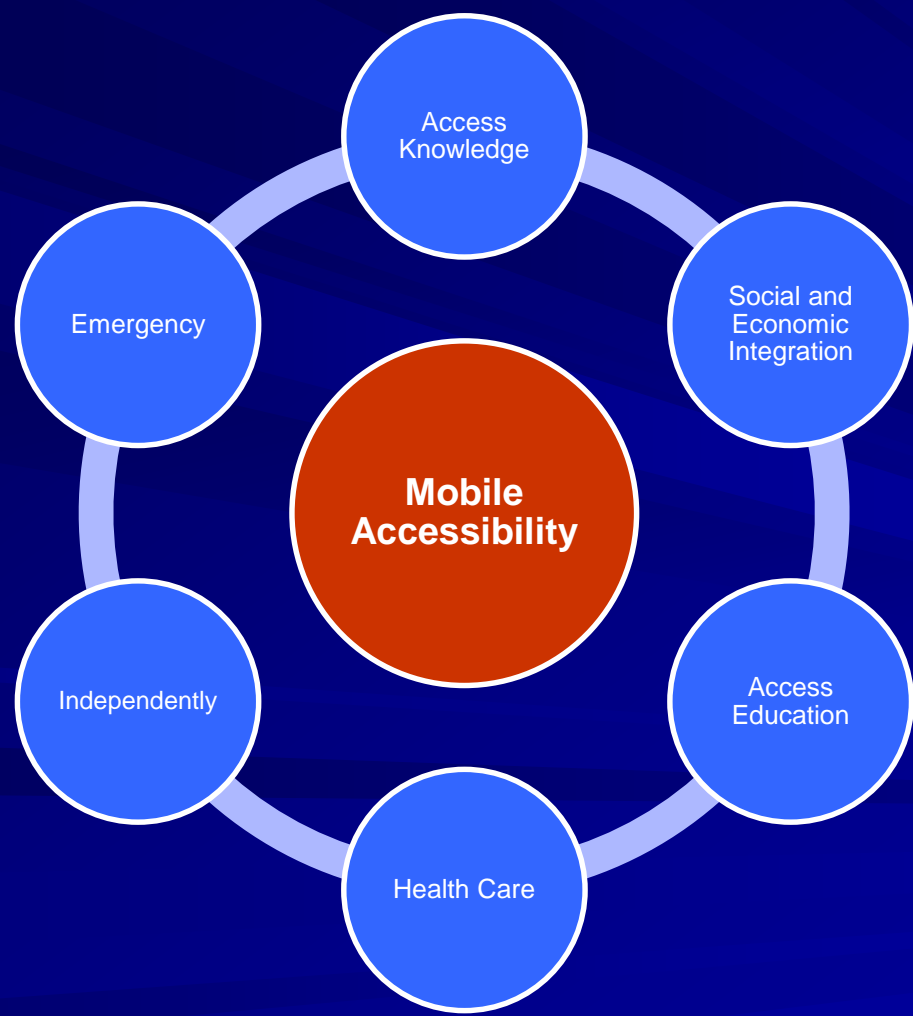 Access
Knowledge
Social and
Economic
Integration
Access
Education
Health Care
Independently
Emergency
Mobile
Accessibility